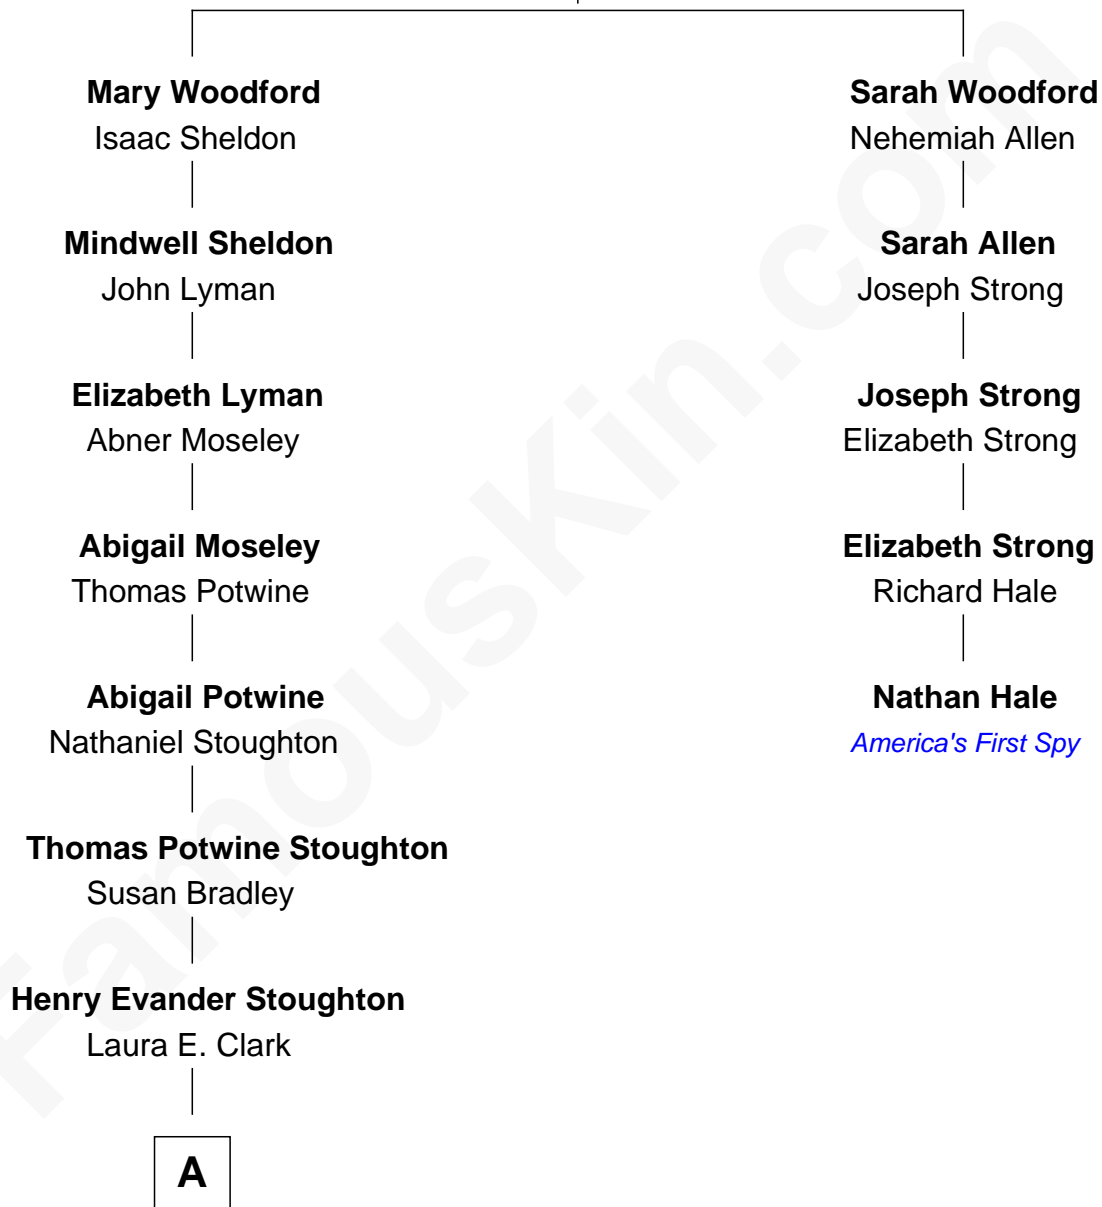 Mary Woodford
Isaac Sheldon
Sarah Woodford
Nehemiah Allen
Mindwell Sheldon
John Lyman
Sarah Allen
Joseph Strong
Elizabeth Lyman
Abner Moseley
Joseph Strong
Elizabeth Strong
Abigail Moseley
Thomas Potwine
Elizabeth Strong
Richard Hale
Abigail Potwine
Nathaniel Stoughton
Nathan Hale
America's First Spy
Thomas Potwine Stoughton
Susan Bradley
Henry Evander Stoughton
Laura E. Clark
A
FamousKin.com